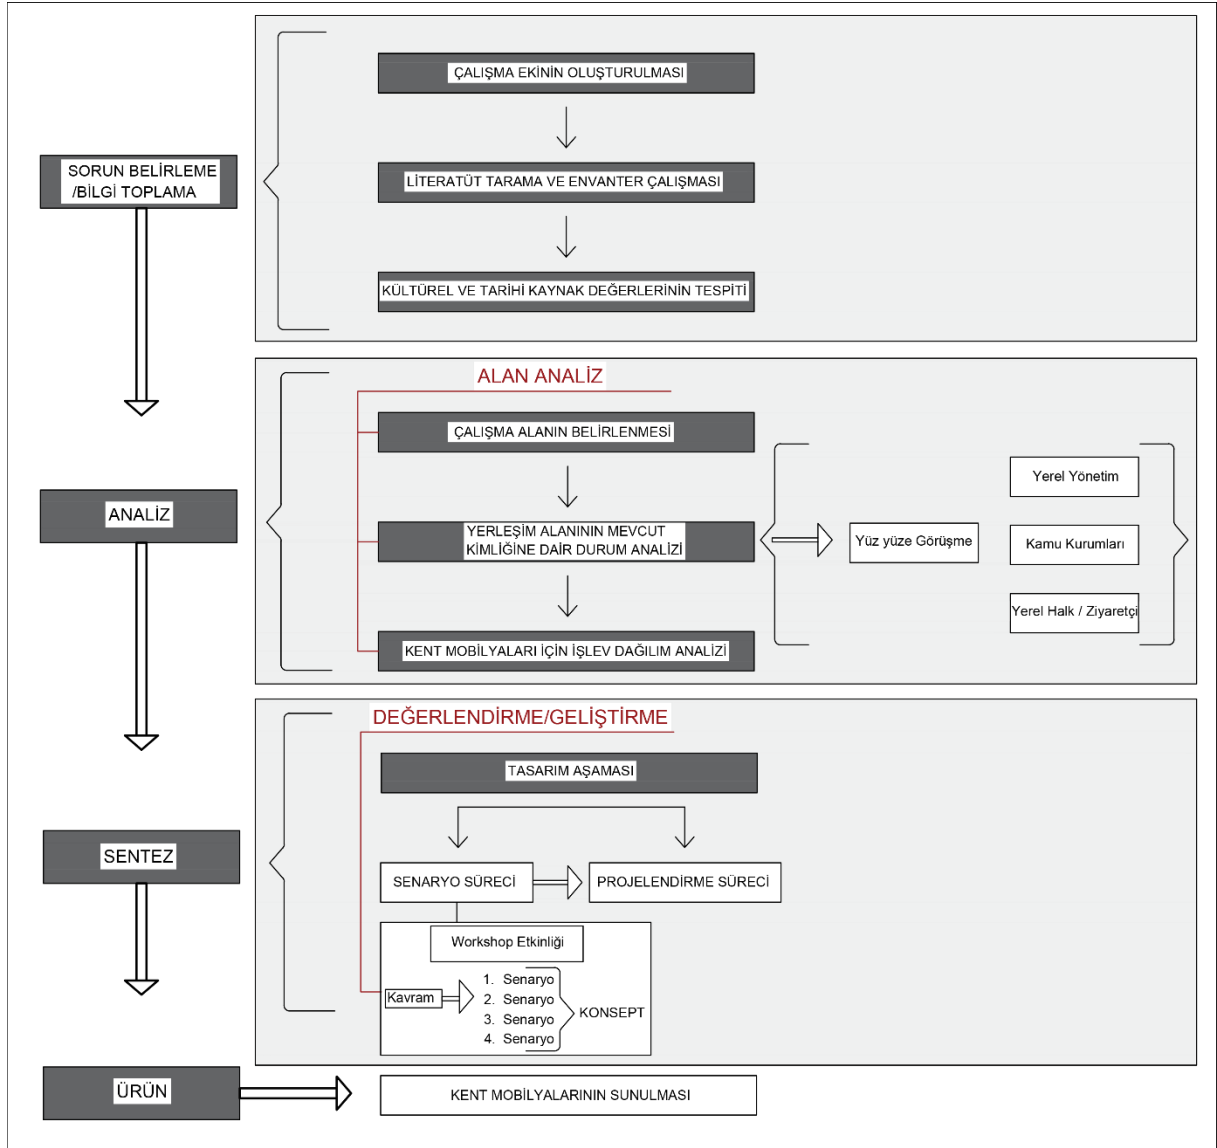 ÇALIŞMA EKİNİN OLUŞTURULMASI
SORUN BELİRLEME
/BİLGİ TOPLAMA
LİTERATÜT TARAMA VE ENVANTER ÇALIŞMASI
KÜLTÜREL VE TARİHİ KAYNAK DEĞERLERİNİN TESPİTİ
ALAN ANALİZ
ÇALIŞMA ALANIN BELİRLENMESİ
ANALİZ
YERLEŞİM ALANININ MEVCUT
KİMLİĞİNE DAİR DURUM ANALİZİ
Yüz yüze Görüşme
Yerel Yönetim
Kamu Kurumları
Yerel Halk / Ziyaretçi
KENT MOBİLYALARI İÇİN İŞLEV DAĞILIM ANALİZİ
DEĞERLENDİRME/GELİŞTİRME
TASARIM AŞAMASI
SENTEZ
SENARYO SÜRECİ
PROJELENDİRME SÜRECİ
Workshop Etkinliği
Kavram
1. Senaryo
2. Senaryo
3. Senaryo
4. Senaryo
KONSEPT
ÜRÜN
KENT MOBİLYALARININ SUNULMASI